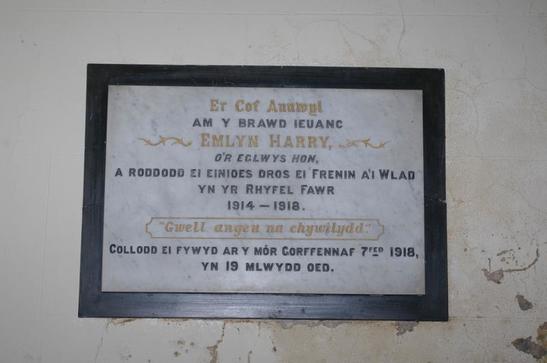 Er Cof Annwyl
AM Y BRAWD IEUANC
EMLYN HARRY,
O'R EGLWYS HON,
A RODDODD EI EINIOES DROS EI FRENIN A'I WLAD
YN YR RHYFEL FAWR
1914 – 1918.
"Gwell angeu na chywilydd."
COLLODD EI FYWYD AR Y MÔR GORFFENNAF 7FED 1918,
YN 19 MLWYDD OED.